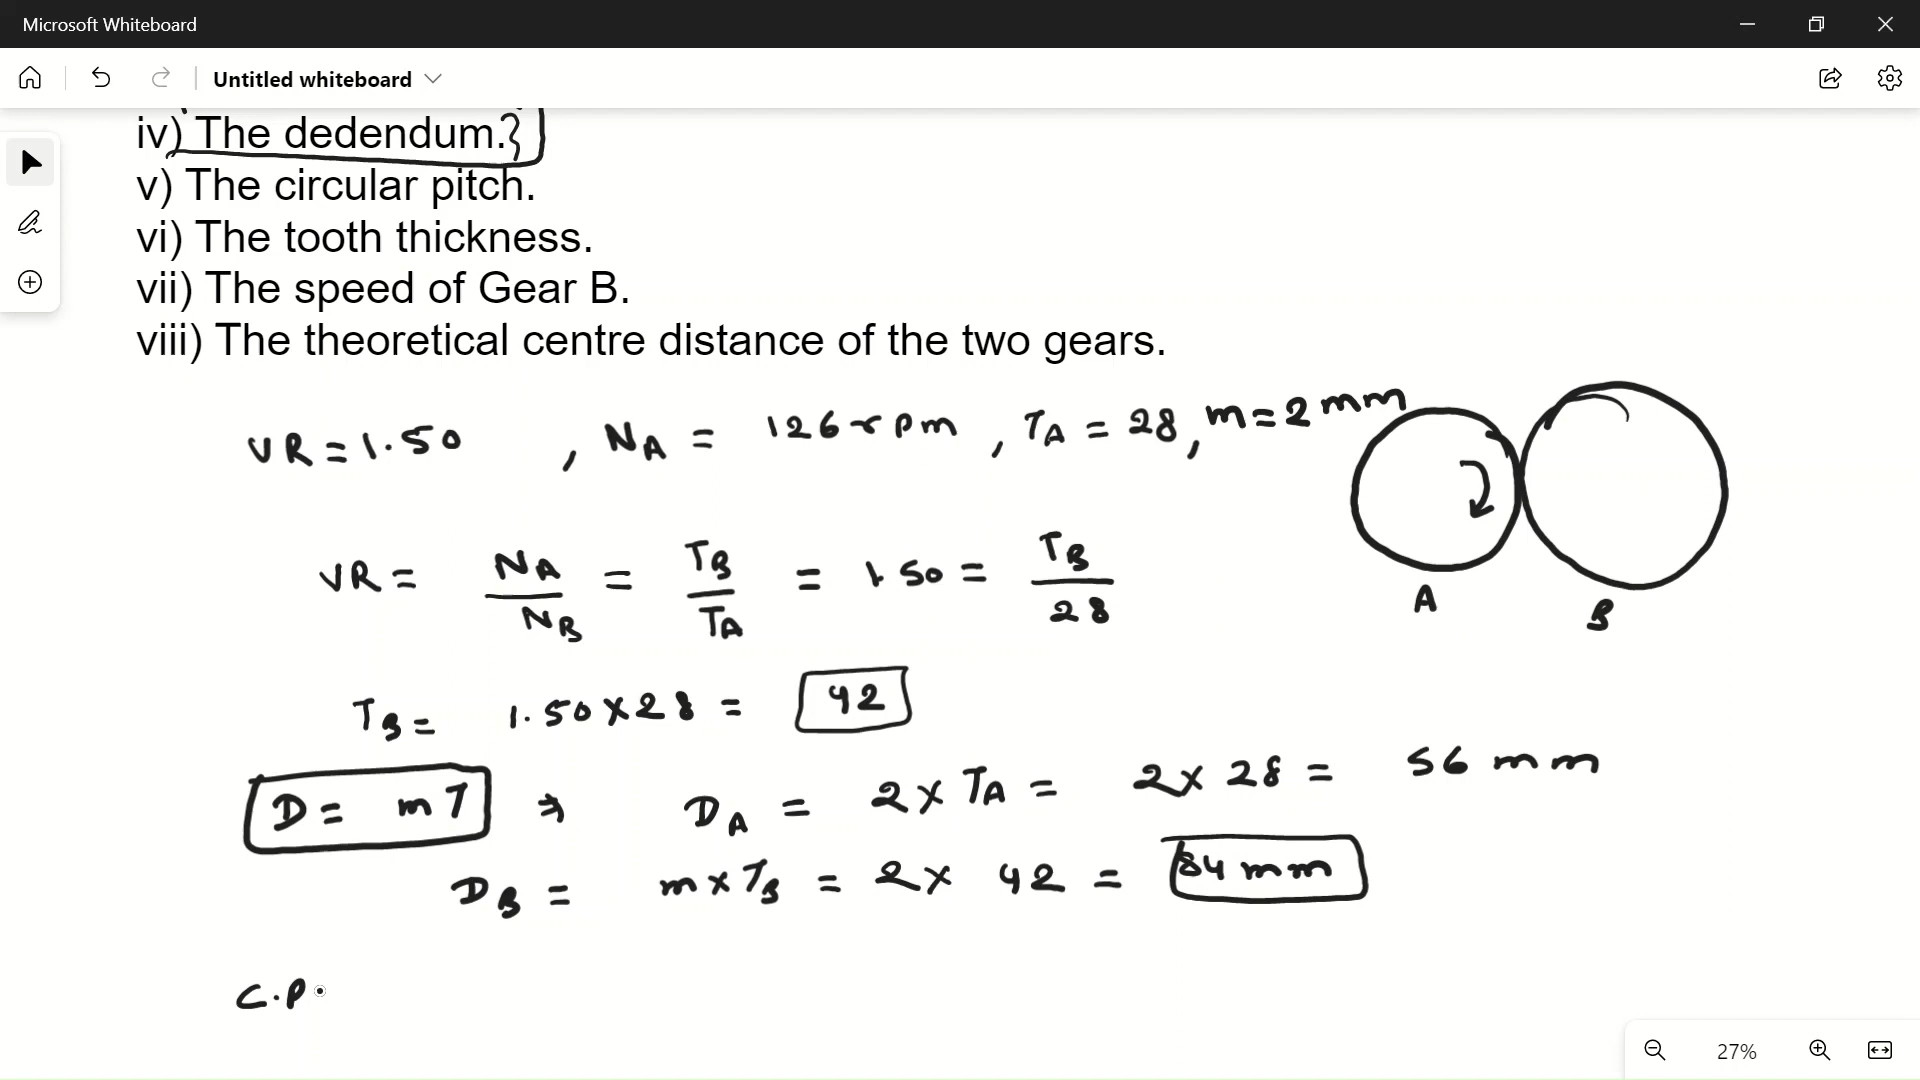 Microsoft Whiteboard
Untitled whiteboard
iv) The dedendum.}
v) The circular pitch.
vi) The tooth thickness.
vii) The speed of Gear B.
viii) The theoretical centre distance of the two gears.
VR = 1.50 , NA = 126 rpm , TA = 28, m = 2 mm
VR = NA / NB = TB / TA = 1.50 = TB / 28
A B
TB = 1.50 x 28 = 42
D = mT ⇒ DA = 2 x TA = 2 x 28 = 56 mm
DB = m x TB = 2 x 42 = 84 mm
C.P.
27%